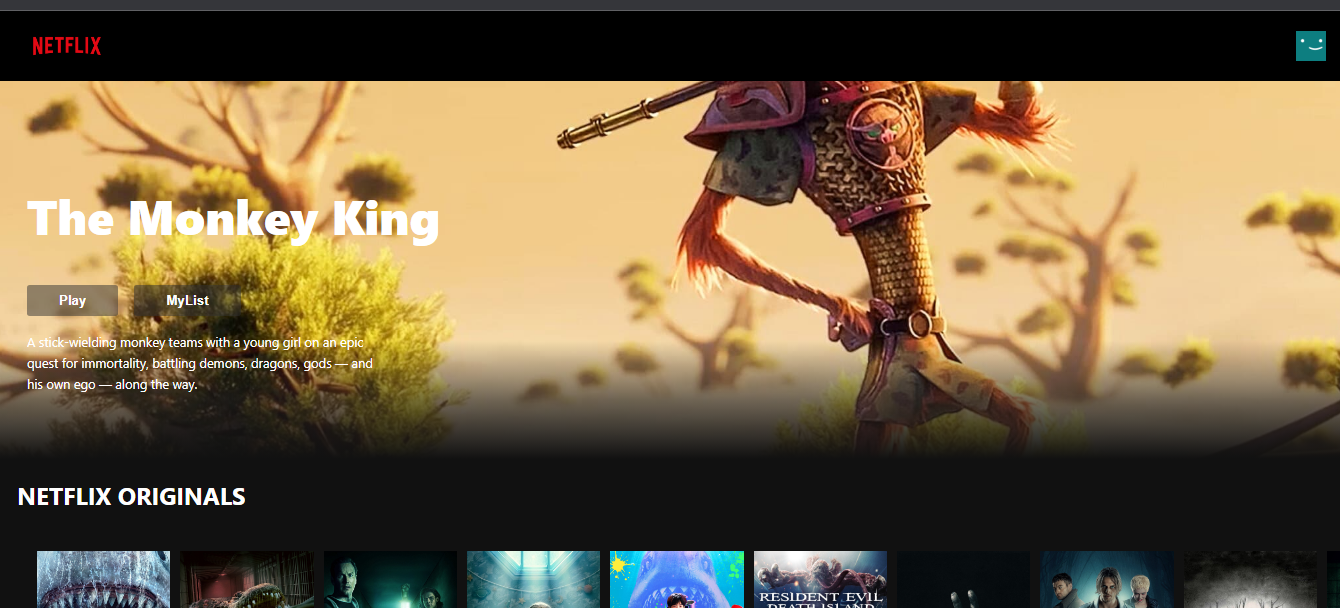 NETFLIX
The Monkey King
Play
MyList
A stick-wielding monkey teams with a young girl on an epic
quest for immortality, battling demons, dragons, gods — and
his own ego — along the way.
NETFLIX ORIGINALS
RESIDENT EVIL
DEATH ISLAND